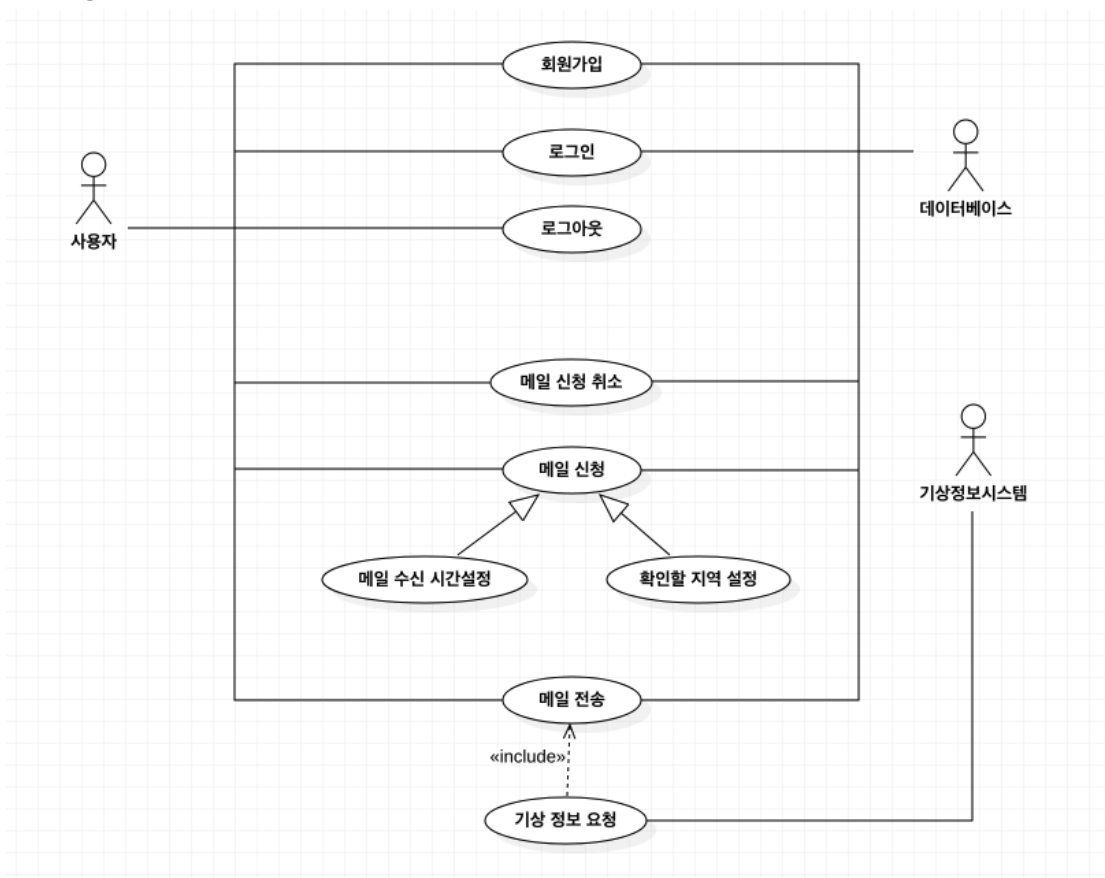 회원가입
로그인
데이터베이스
로그아웃
사용자
메일 신청 취소
메일 신청
기상정보시스템
메일 수신 시간설정
확인할 지역 설정
메일 전송
«include»
기상 정보 요청